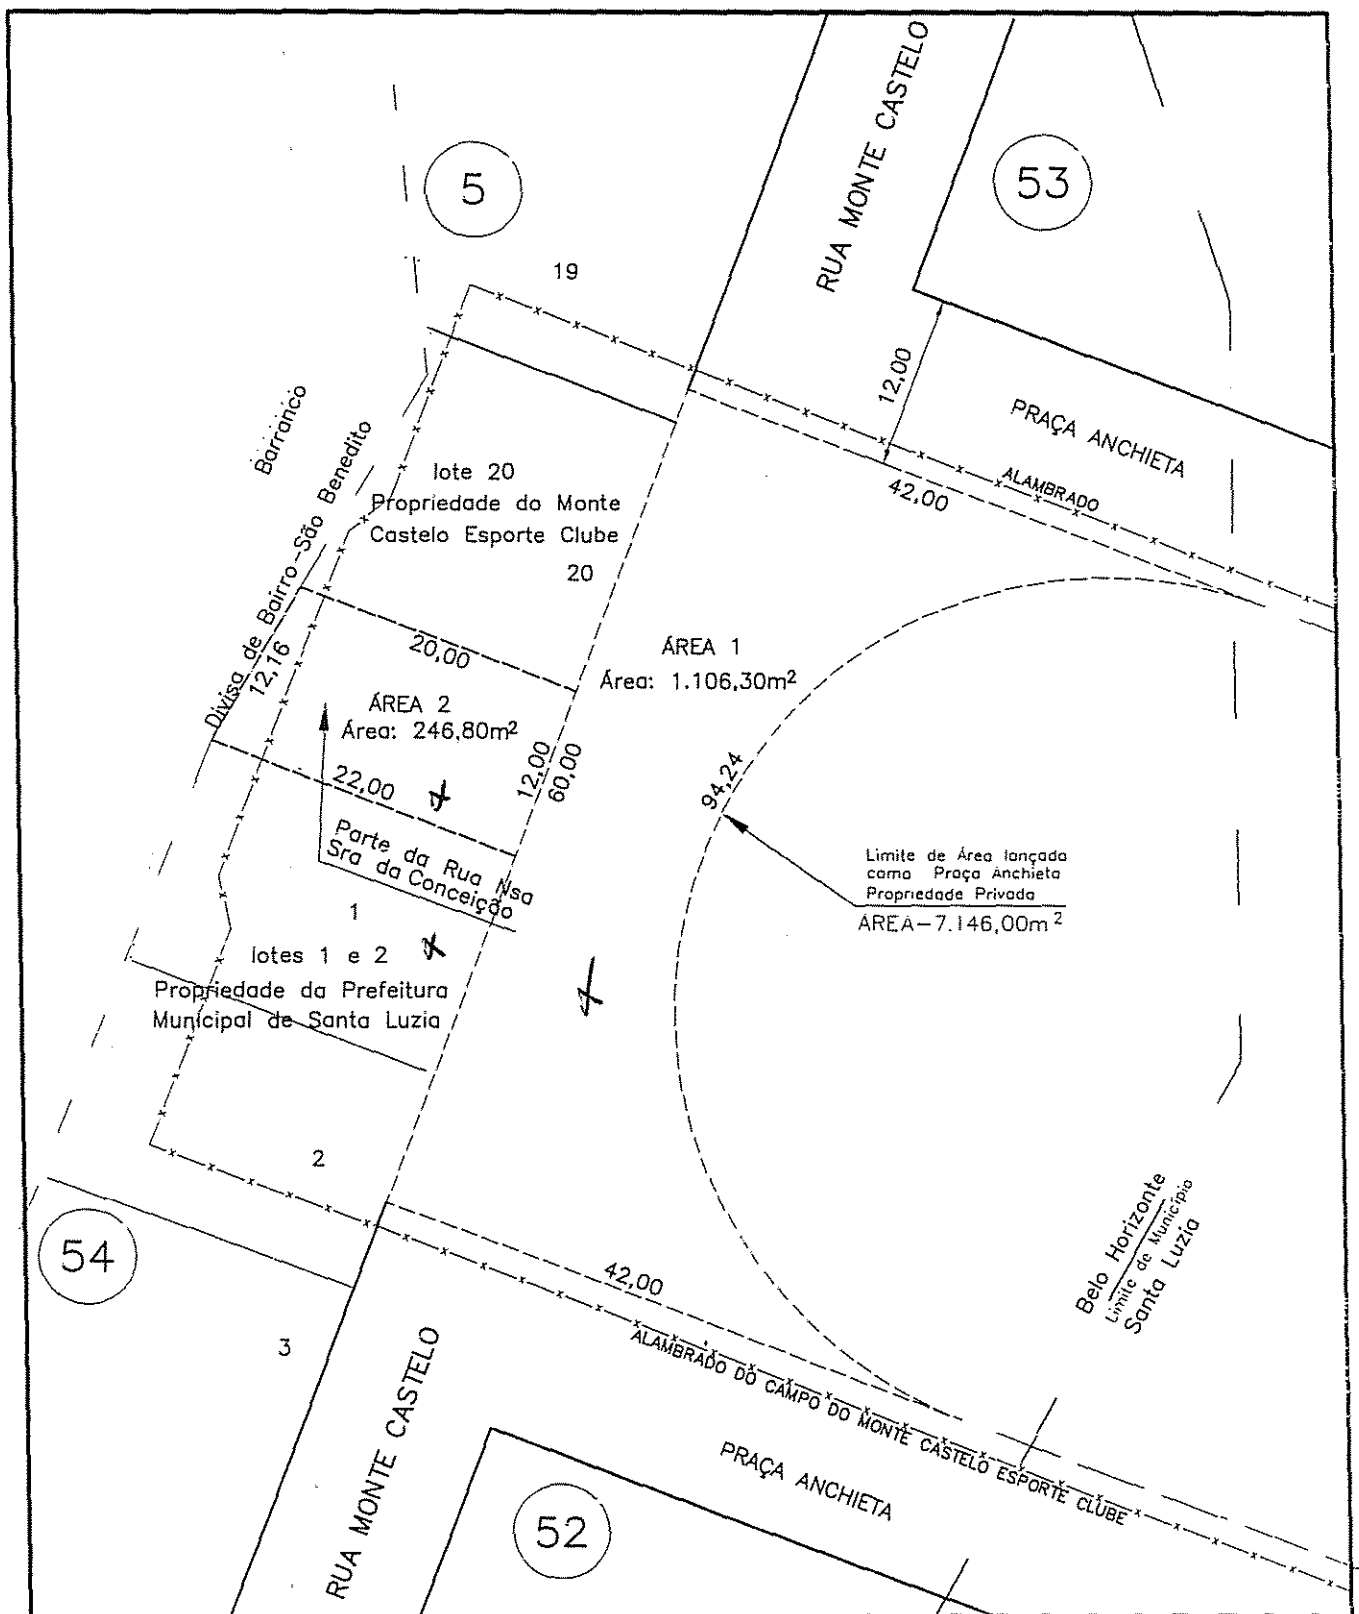 RUA MONTE CASTELO
5
53
19
12,00
PRAÇA ANCHIETA
ALAMBRADO
42,00
Barranco
Divisa de Bairro-São Benedito
lote 20
Propriedade do Monte
Castelo Esporte Clube
20
20,00
12,16
ÁREA 1
Área: 1.106,30m²
ÁREA 2
Área: 246,80m²
12,00
60,00
22,00
94,24
Parte da Rua Nsa
Sra da Conceição
Limite de Área lançada
como Praça Anchieta
Propriedade Privada
ÁREA-7.146,00m²
1
lotes 1 e 2
Propriedade da Prefeitura
Municipal de Santa Luzia
2
54
42,00
Belo Horizonte
Limite de Município
Santa Luzia
3
ALAMBRADO DO CAMPO DO MONTE CASTELO ESPORTE CLUBE
RUA MONTE CASTELO
PRAÇA ANCHIETA
52